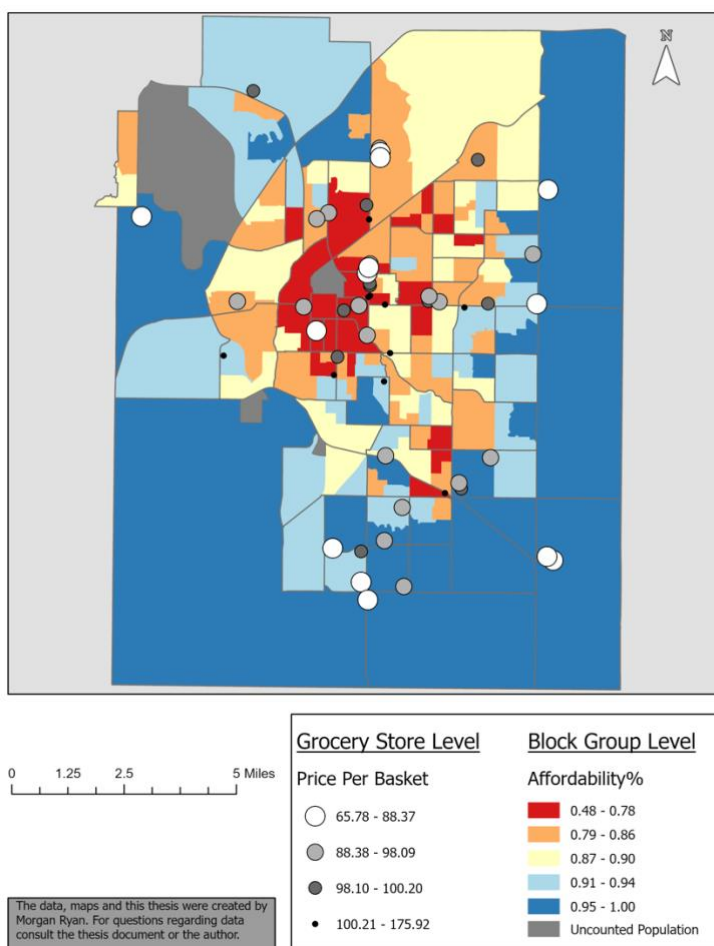 N
0 1.25 2.5 5 Miles
Grocery Store Level
Price Per Basket
65.78 - 88.37
88.38 - 98.09
98.10 - 100.20
100.21 - 175.92
Block Group Level
Affordability%
0.48 - 0.78
0.79 - 0.86
0.87 - 0.90
0.91 - 0.94
0.95 - 1.00
Uncounted Population
The data, maps and this thesis were created by
Morgan Ryan. For questions regarding data
consult the thesis document or the author.